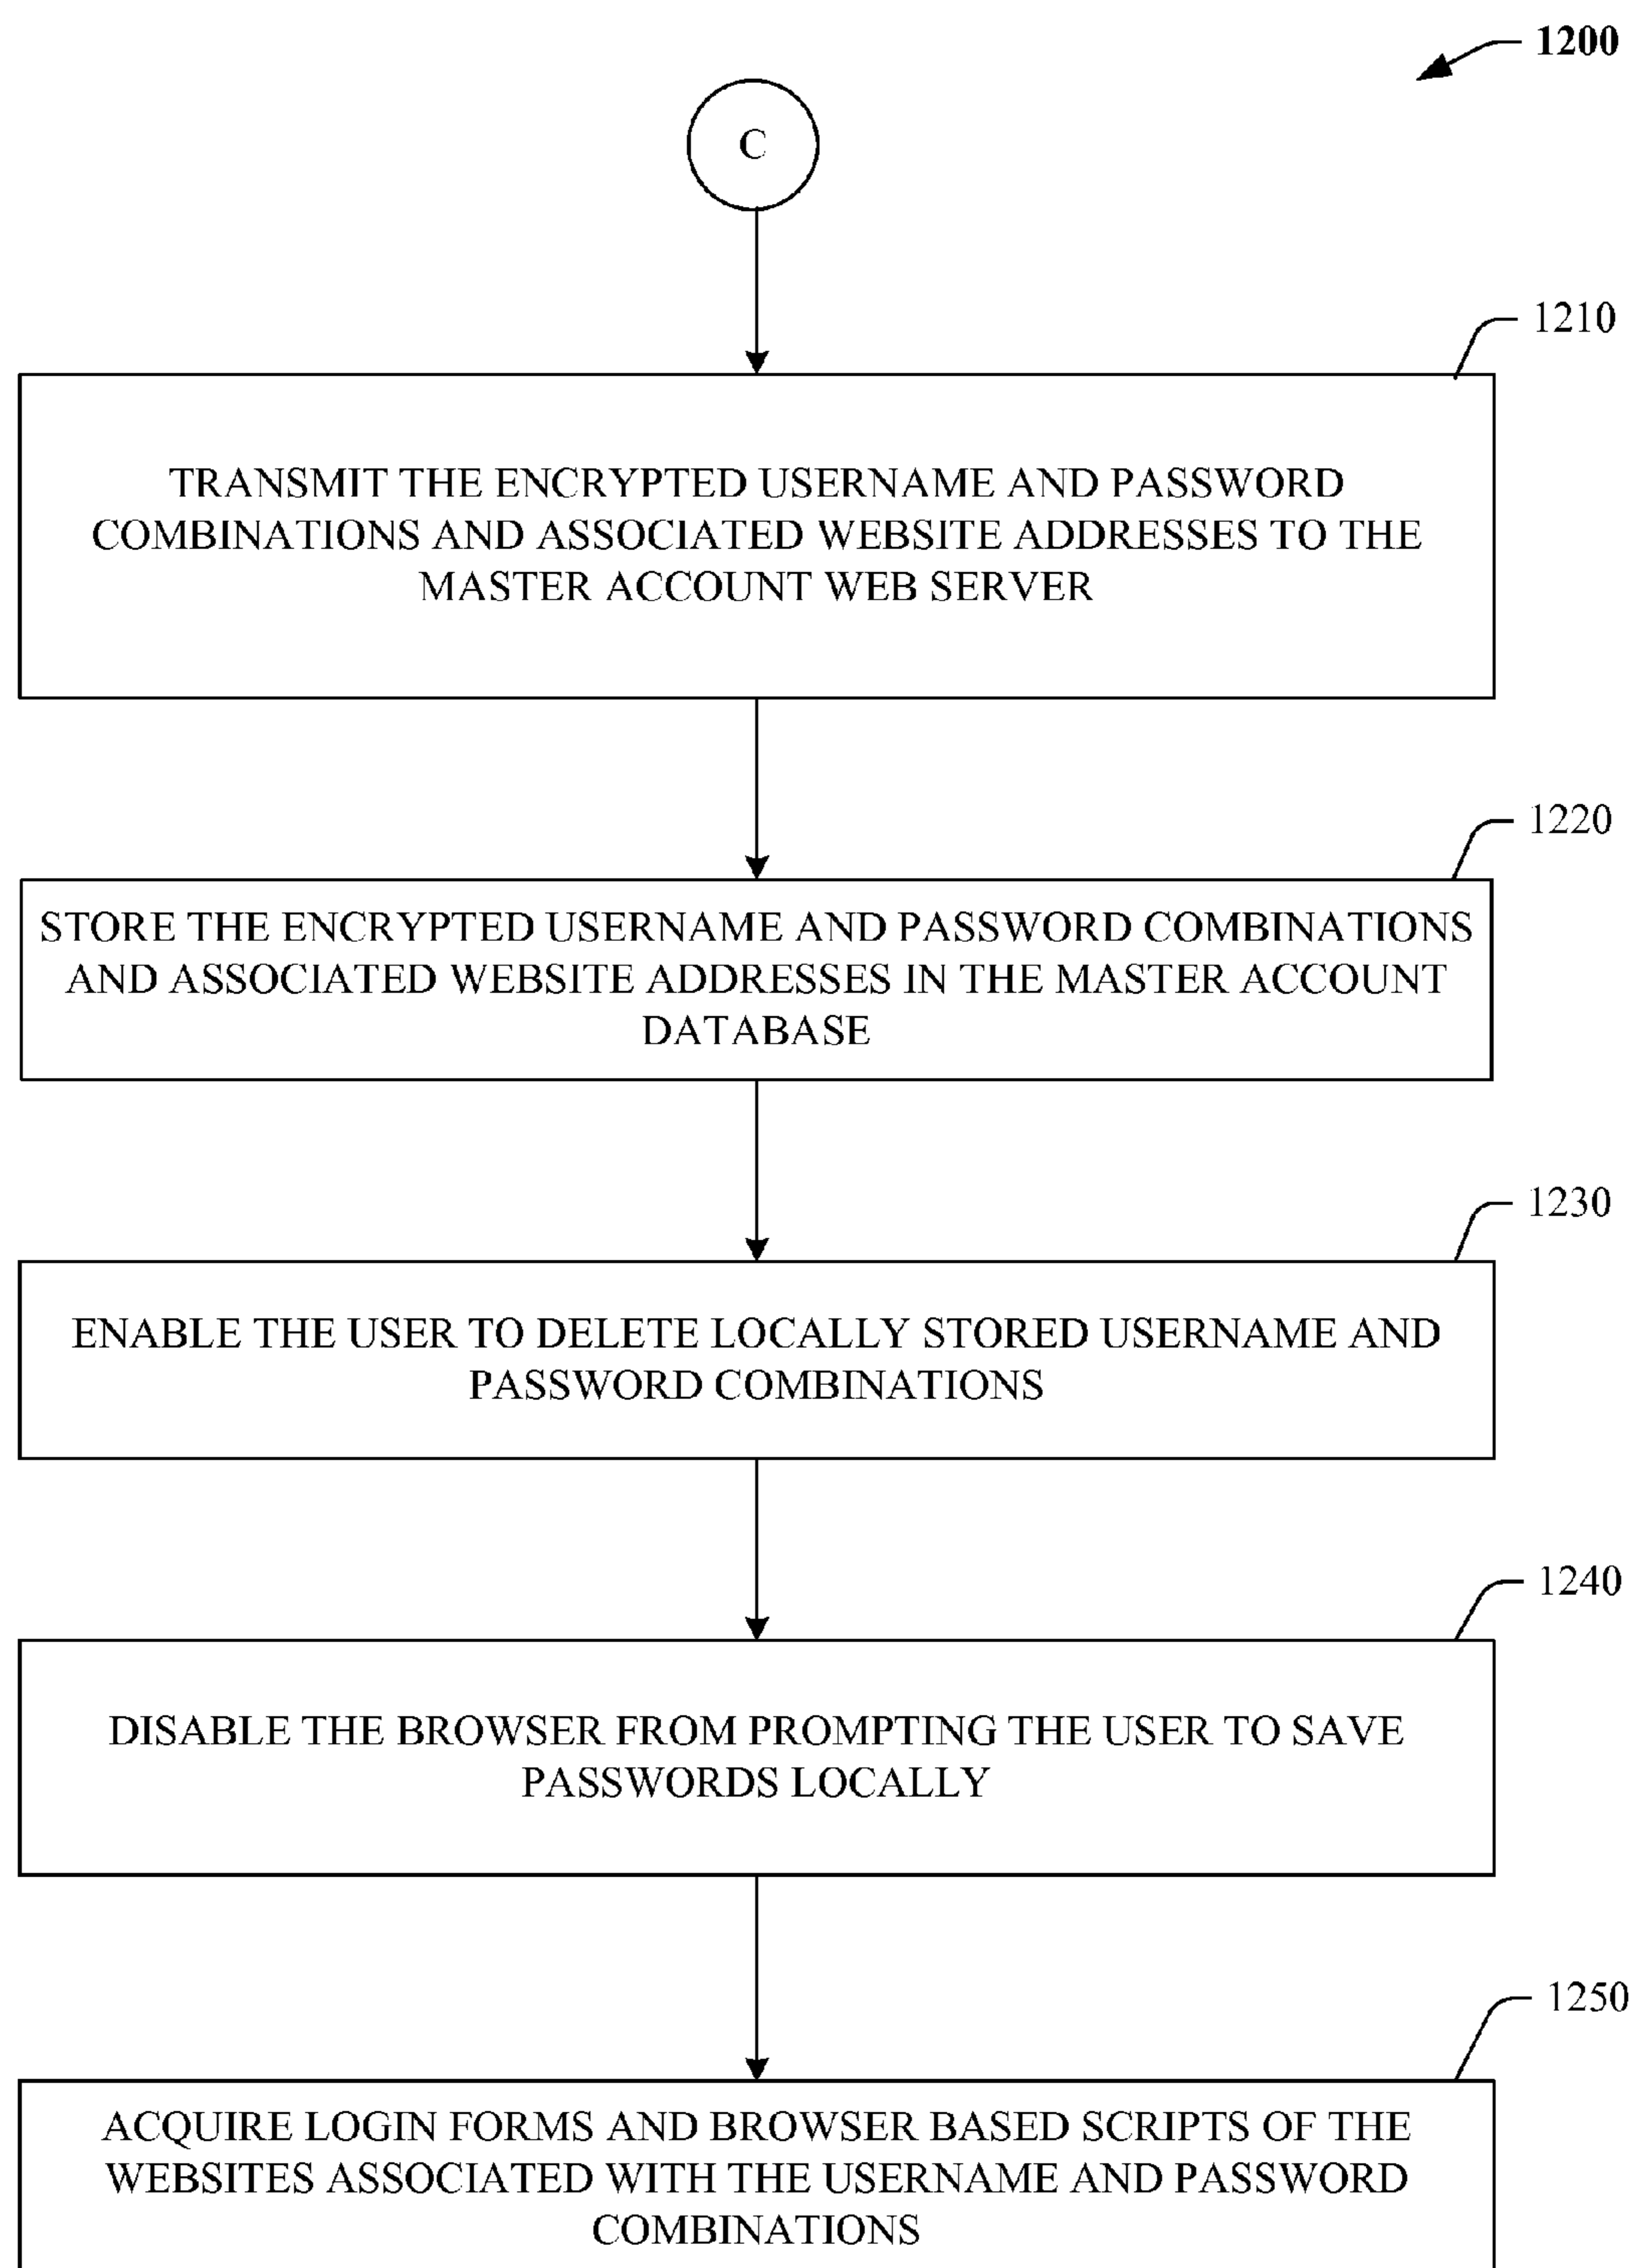 1200
C
1210
TRANSMIT THE ENCRYPTED USERNAME AND PASSWORD
COMBINATIONS AND ASSOCIATED WEBSITE ADDRESSES TO THE
MASTER ACCOUNT WEB SERVER
1220
STORE THE ENCRYPTED USERNAME AND PASSWORD COMBINATIONS
AND ASSOCIATED WEBSITE ADDRESSES IN THE MASTER ACCOUNT
DATABASE
1230
ENABLE THE USER TO DELETE LOCALLY STORED USERNAME AND
PASSWORD COMBINATIONS
1240
DISABLE THE BROWSER FROM PROMPTING THE USER TO SAVE
PASSWORDS LOCALLY
1250
ACQUIRE LOGIN FORMS AND BROWSER BASED SCRIPTS OF THE
WEBSITES ASSOCIATED WITH THE USERNAME AND PASSWORD
COMBINATIONS